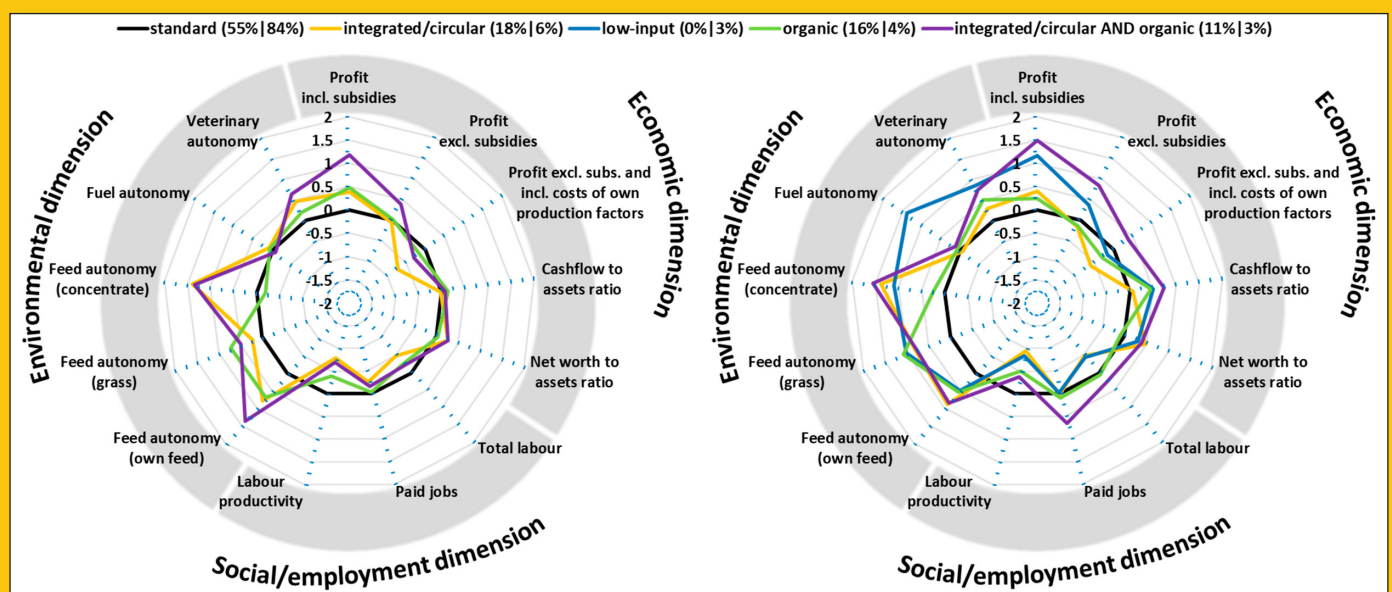 standard (55%|84%) integrated/circular (18%|6%) low-input (0%|3%) organic (16%|4%) integrated/circular AND organic (11%|3%)
Environmental dimension
Economic dimension
Social/employment dimension
Profit
incl. subsidies
Profit
excl. subsidies
Profit excl. subs. and
incl. costs of own
production factors
Cashflow to
assets ratio
Net worth to
assets ratio
Total labour
Paid jobs
Labour
productivity
Feed autonomy
(own feed)
Feed autonomy
(grass)
Feed autonomy
(concentrate)
Fuel autonomy
Veterinary
autonomy
2
1.5
1
0.5
0
-0.5
-1
-1.5
-2
Environmental dimension
Economic dimension
Social/employment dimension
Profit
incl. subsidies
Profit
excl. subsidies
Profit excl. subs. and
incl. costs of own
production factors
Cashflow to
assets ratio
Net worth to
assets ratio
Total labour
Paid jobs
Labour
productivity
Feed autonomy
(own feed)
Feed autonomy
(grass)
Feed autonomy
(concentrate)
Fuel autonomy
Veterinary
autonomy
2
1.5
1
0.5
0
-0.5
-1
-1.5
-2